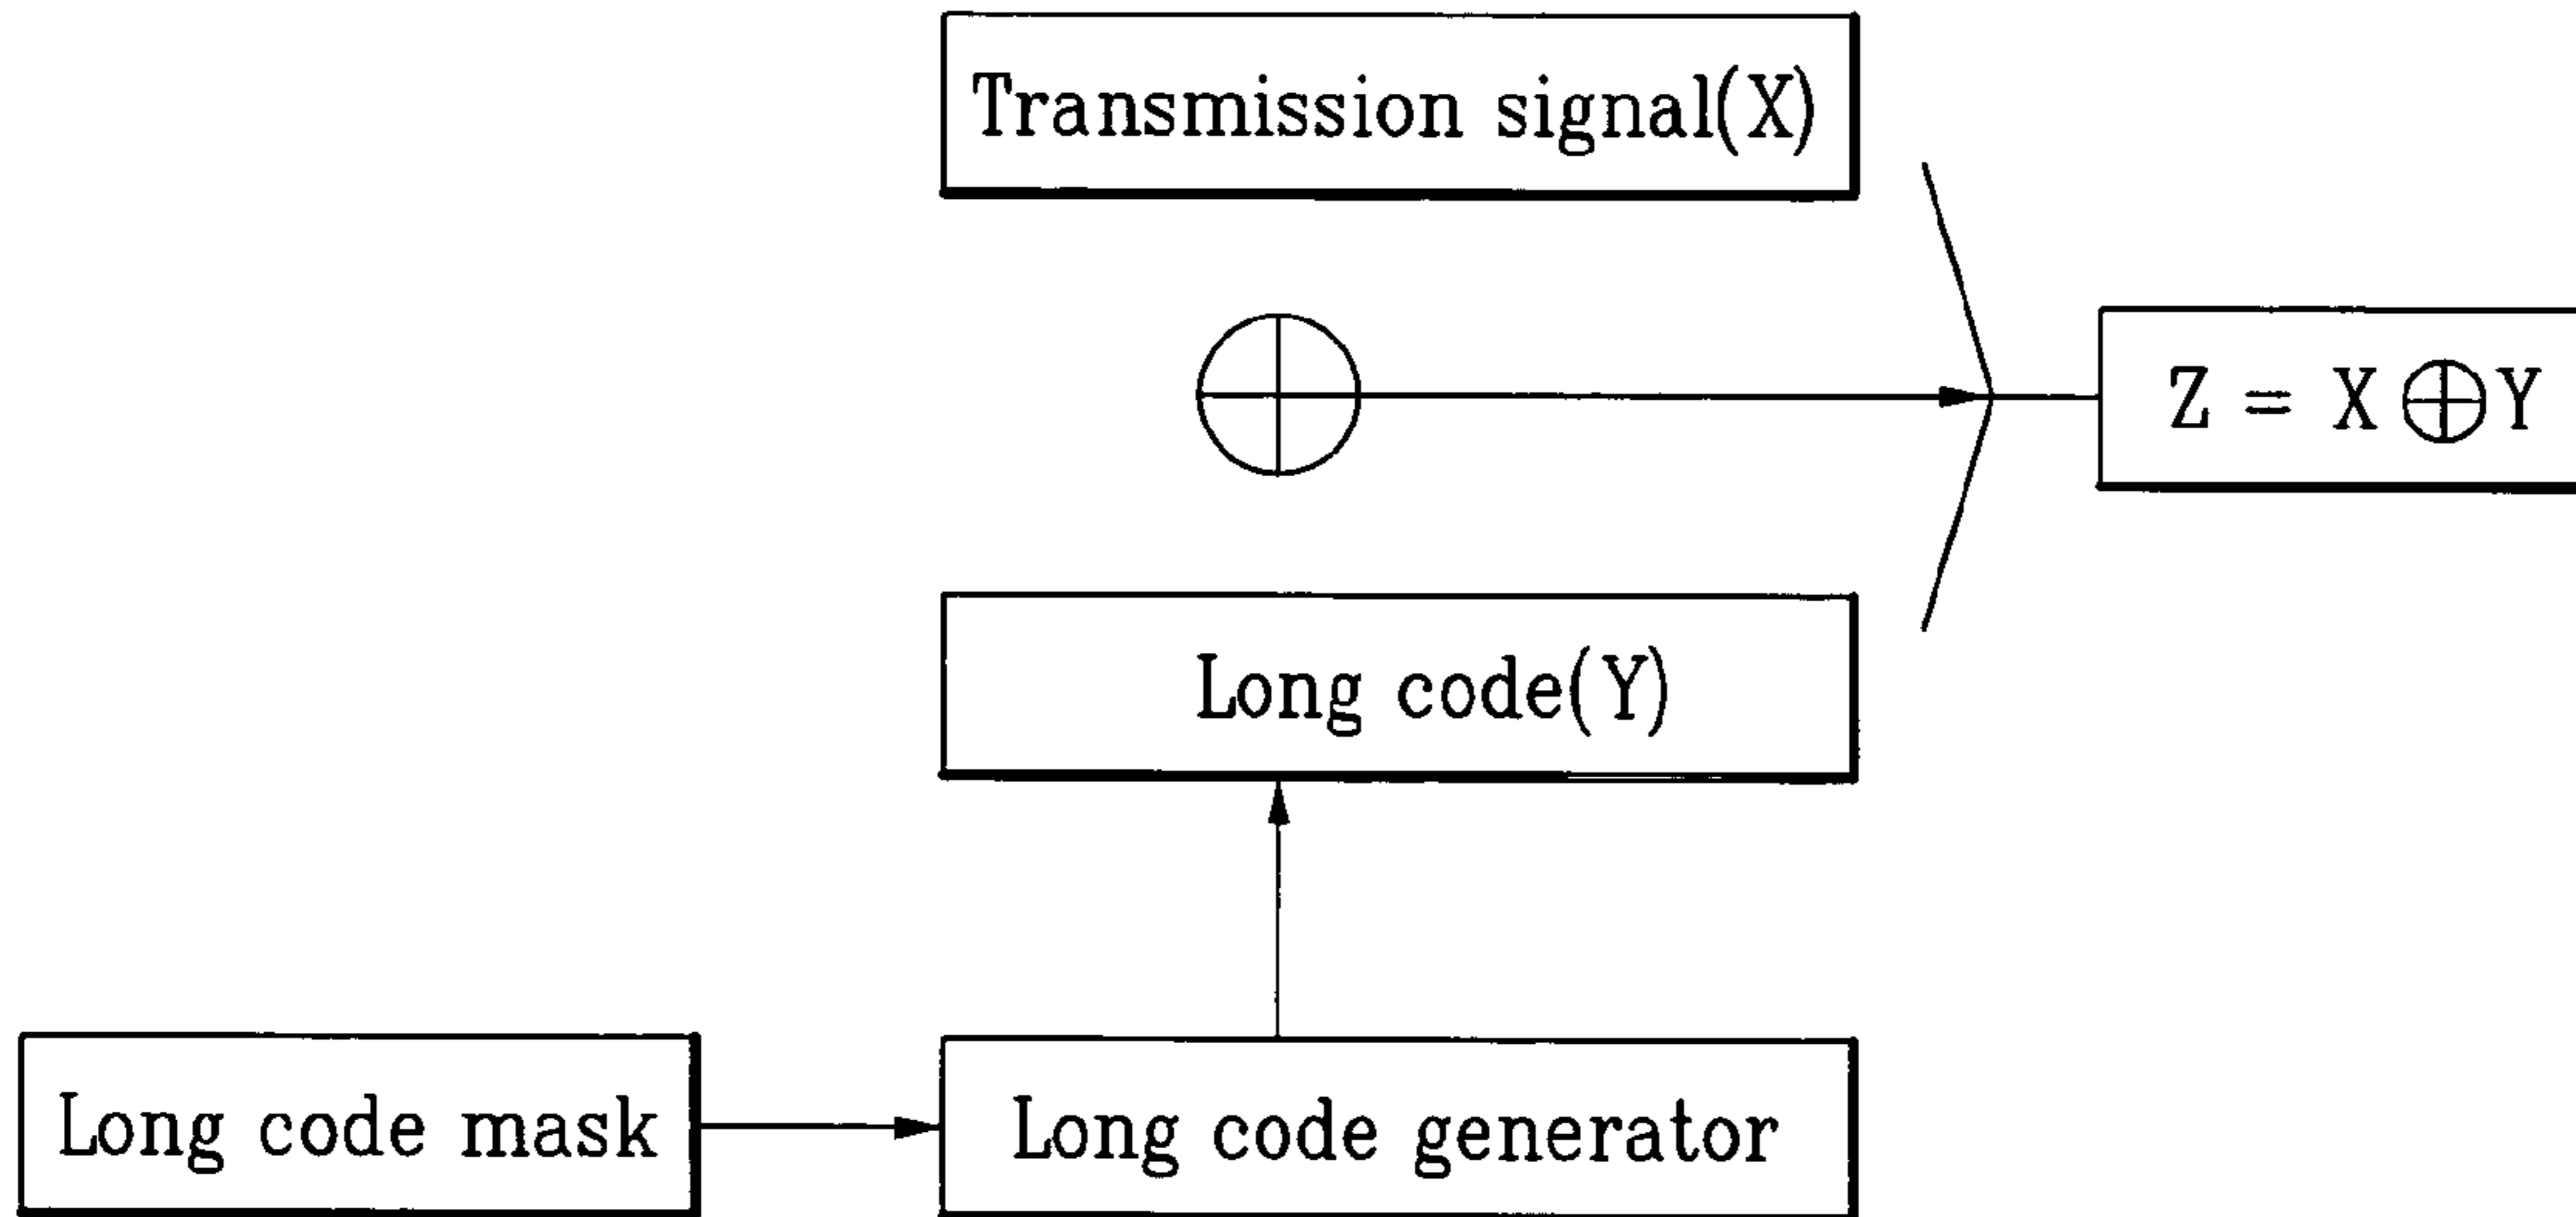 Transmission signal(X)
Z = X ⊕ Y
Long code(Y)
Long code mask
Long code generator